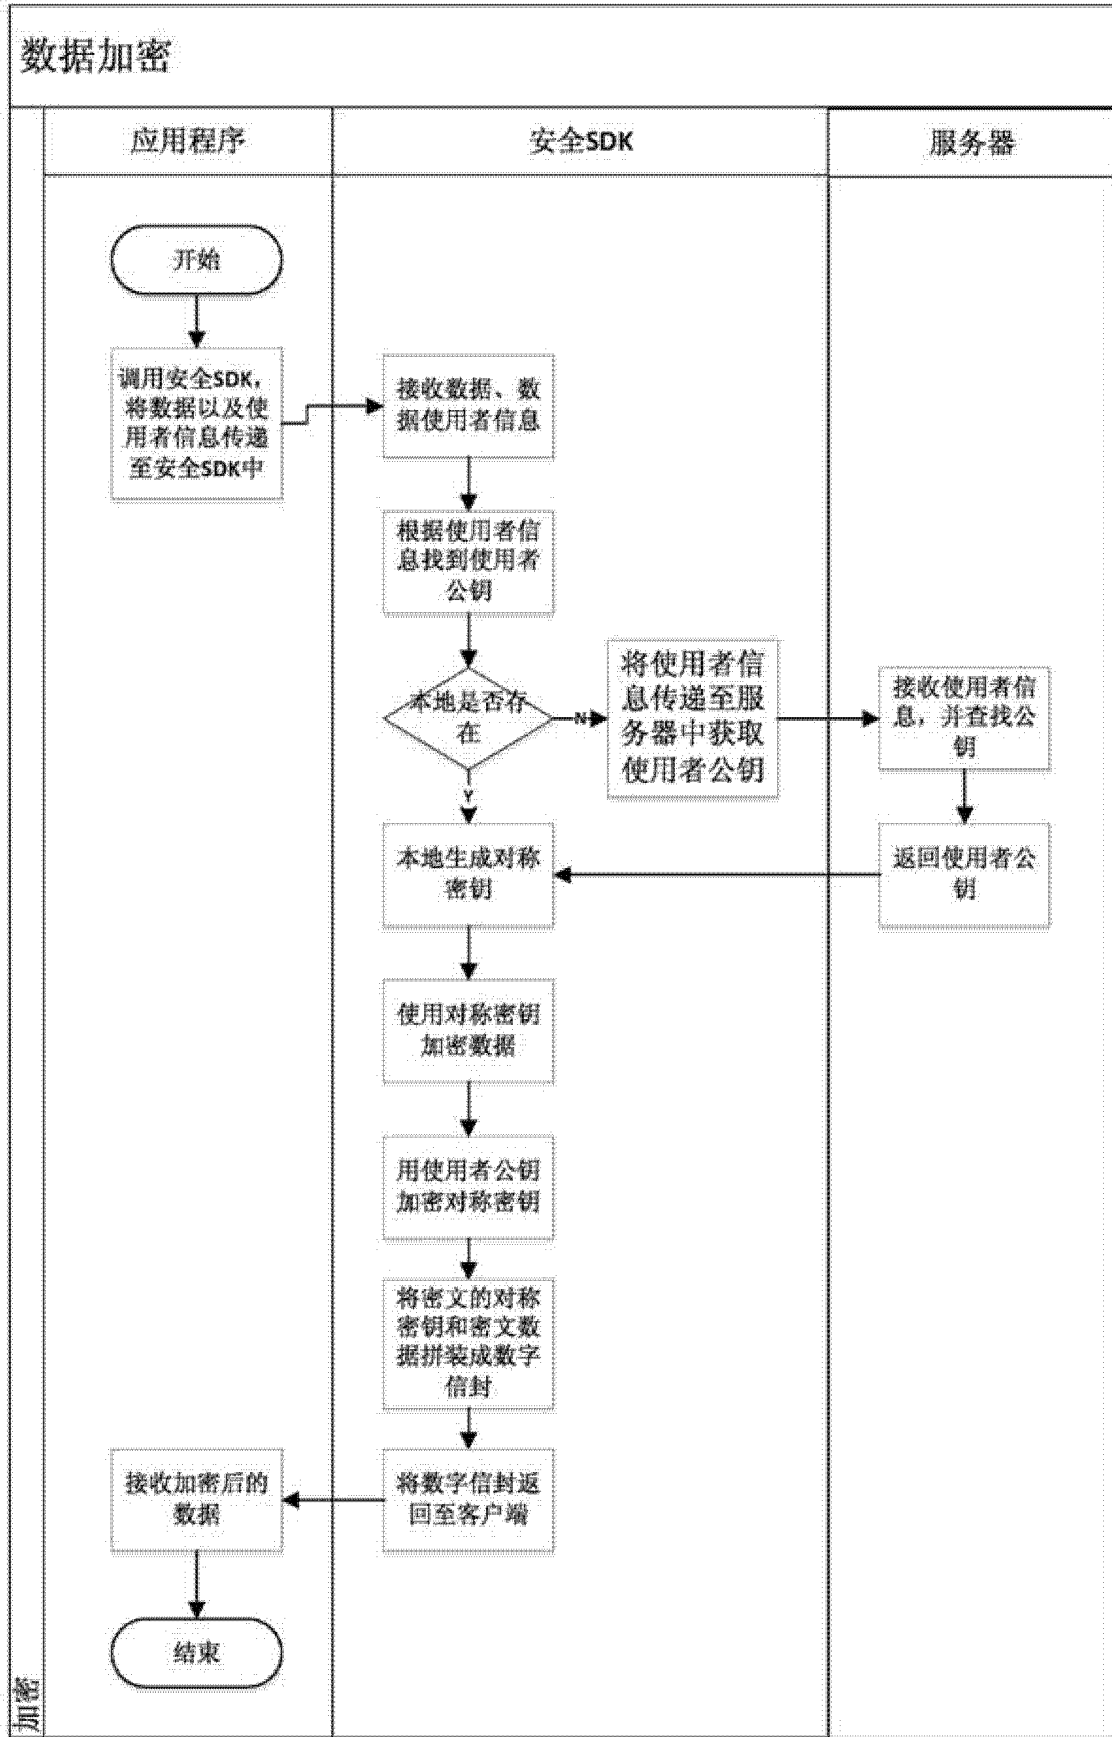 数据加密
应用程序
安全SDK
服务器
开始
调用安全SDK，
将数据以及使
用者信息传递
至安全SDK中
接收数据、数
据使用者信息
根据使用者信
息找到使用者
公钥
本地是否存
在
N
Y
将使用者信
息传递至服
务器中获取
使用者公钥
接收使用者信
息，并查找公
钥
本地生成对称
密钥
返回使用者公
钥
使用对称密钥
加密数据
用使用者公钥
加密对称密钥
将密文的对称
密钥和密文数
据拼装成数字
信封
将数字信封返
回至客户端
接收加密后的
数据
结束
加密